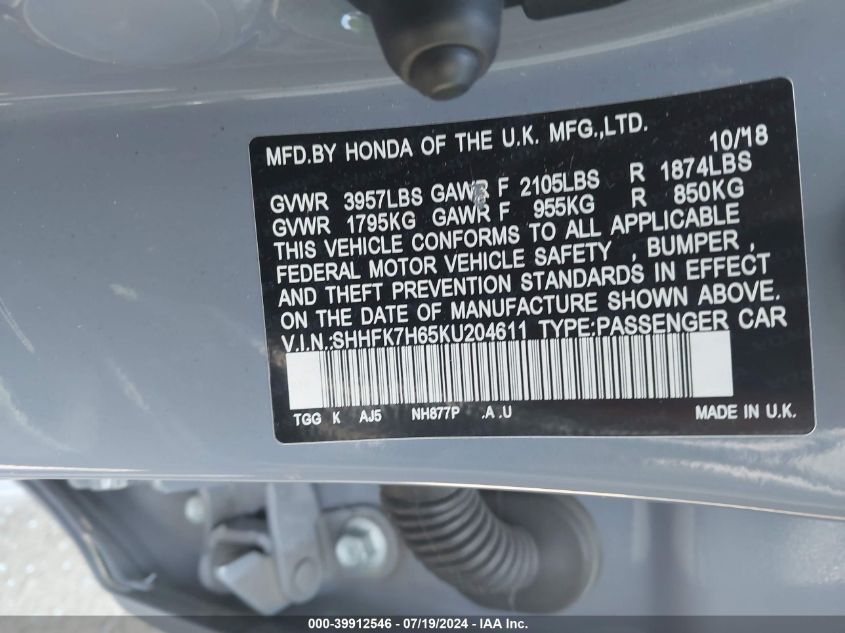 MFD.BY HONDA OF THE U.K. MFG.,LTD. 10/18
GVWR 3957LBS GAWR F 2105LBS R 1874LBS
GVWR 1795KG GAWR F 955KG R 850KG
THIS VEHICLE CONFORMS TO ALL APPLICABLE
FEDERAL MOTOR VEHICLE SAFETY , BUMPER ,
AND THEFT PREVENTION STANDARDS IN EFFECT
ON THE DATE OF MANUFACTURE SHOWN ABOVE.
V.I.N.:SHHFK7H65KU204611 TYPE:PASSENGER CAR
TGG K AJ5 NH877P .A .U MADE IN U.K.
000-39912546 - 07/19/2024 - IAA Inc.